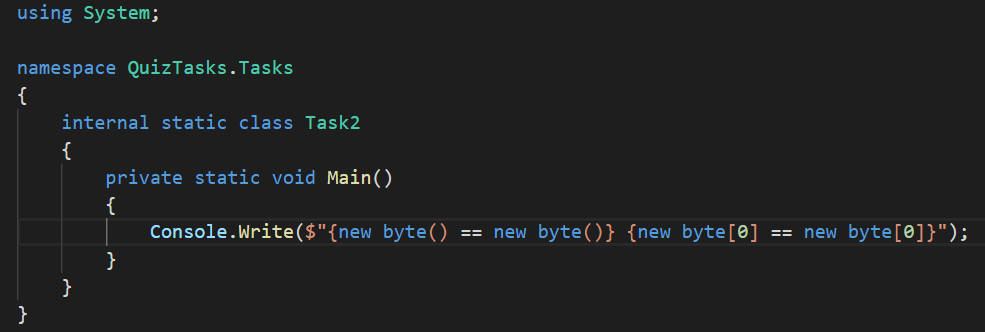 using System;

namespace QuizTasks.Tasks
{
    internal static class Task2
    {
        private static void Main()
        {
            Console.Write($"{new byte() == new byte()} {new byte[0] == new byte[0]}");
        }
    }
}